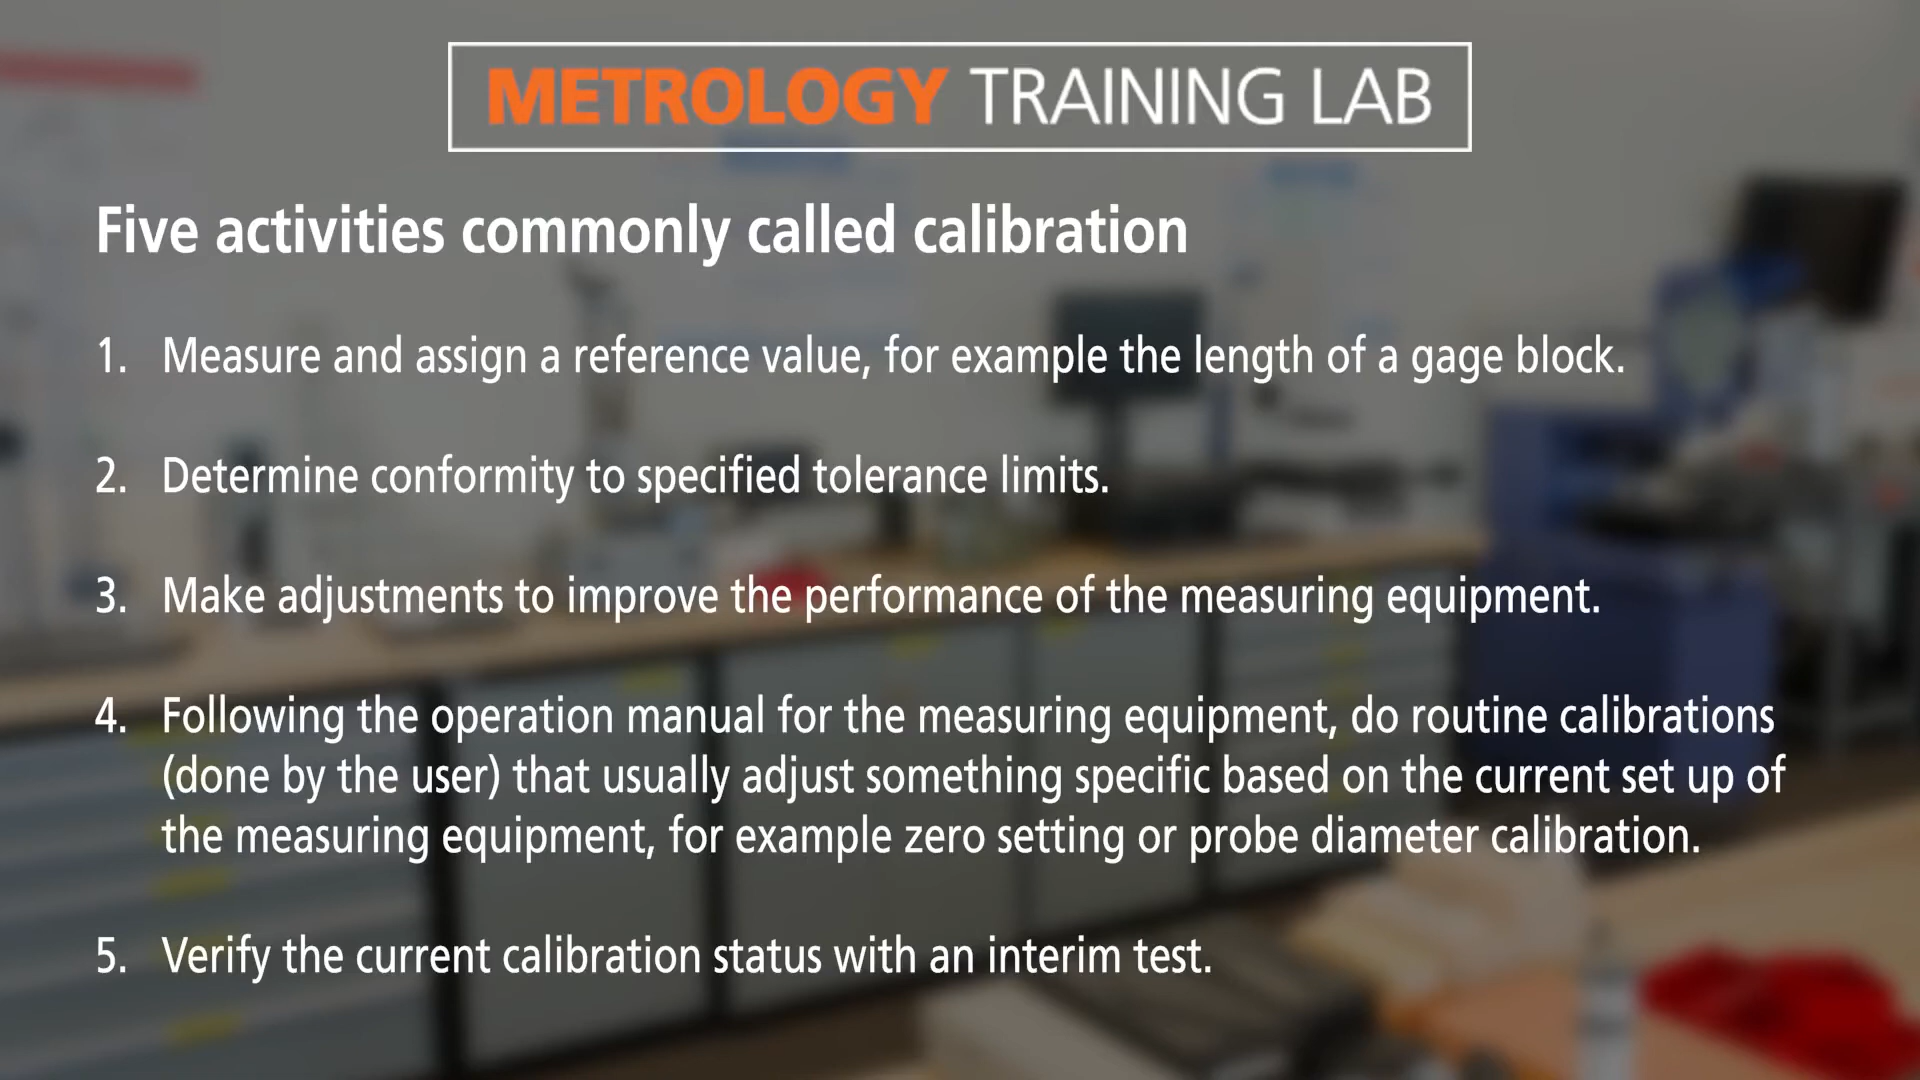 METROLOGY TRAINING LAB
Five activities commonly called calibration
1. Measure and assign a reference value, for example the length of a gage block.
2. Determine conformity to specified tolerance limits.
3. Make adjustments to improve the performance of the measuring equipment.
4. Following the operation manual for the measuring equipment, do routine calibrations
(done by the user) that usually adjust something specific based on the current set up of
the measuring equipment, for example zero setting or probe diameter calibration.
5. Verify the current calibration status with an interim test.